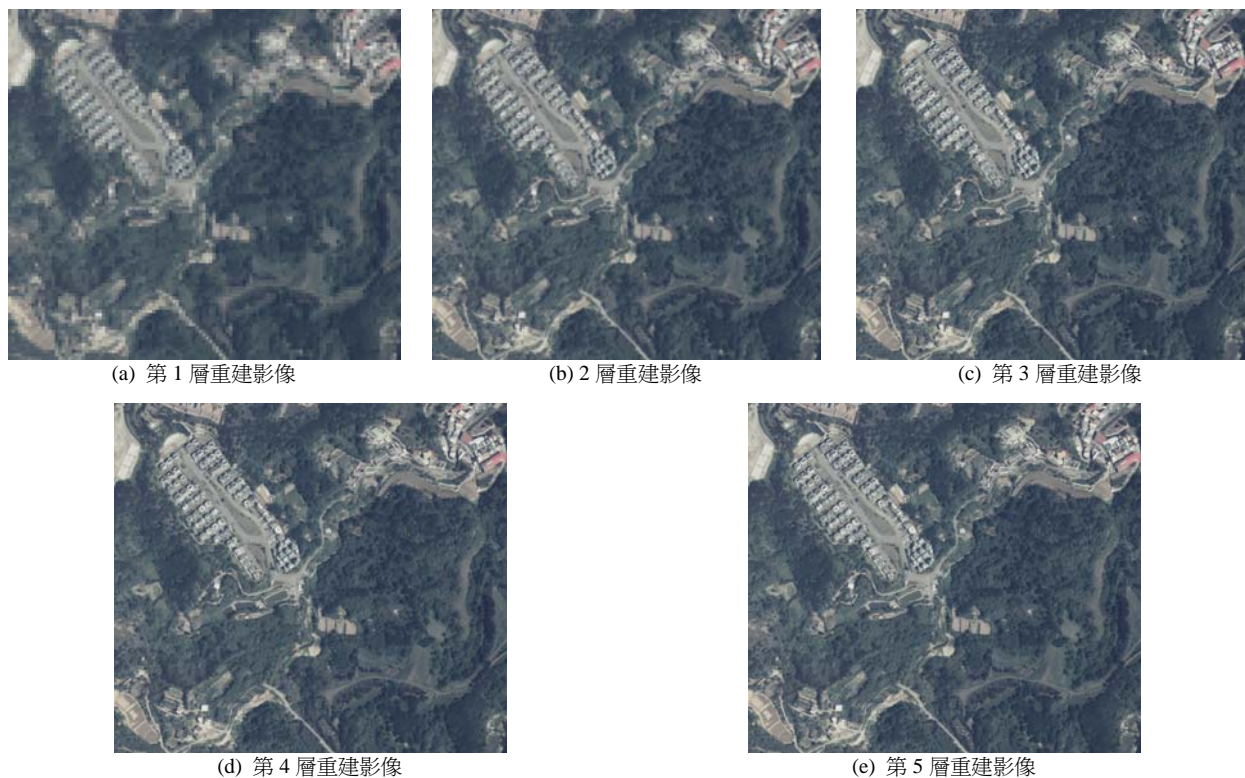 (a) 第 1 層重建影像
(b) 2 層重建影像
(c) 第 3 層重建影像
(d) 第 4 層重建影像
(e) 第 5 層重建影像